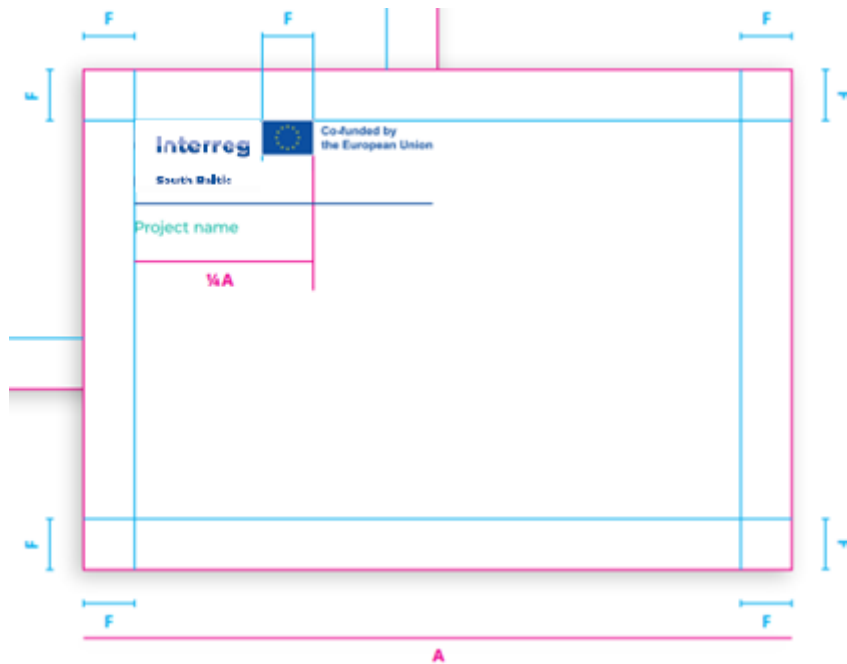 F F F
F F
Co-funded by
the European Union
Interreg
South Baltic
Project name
¼A
F F
F F
A